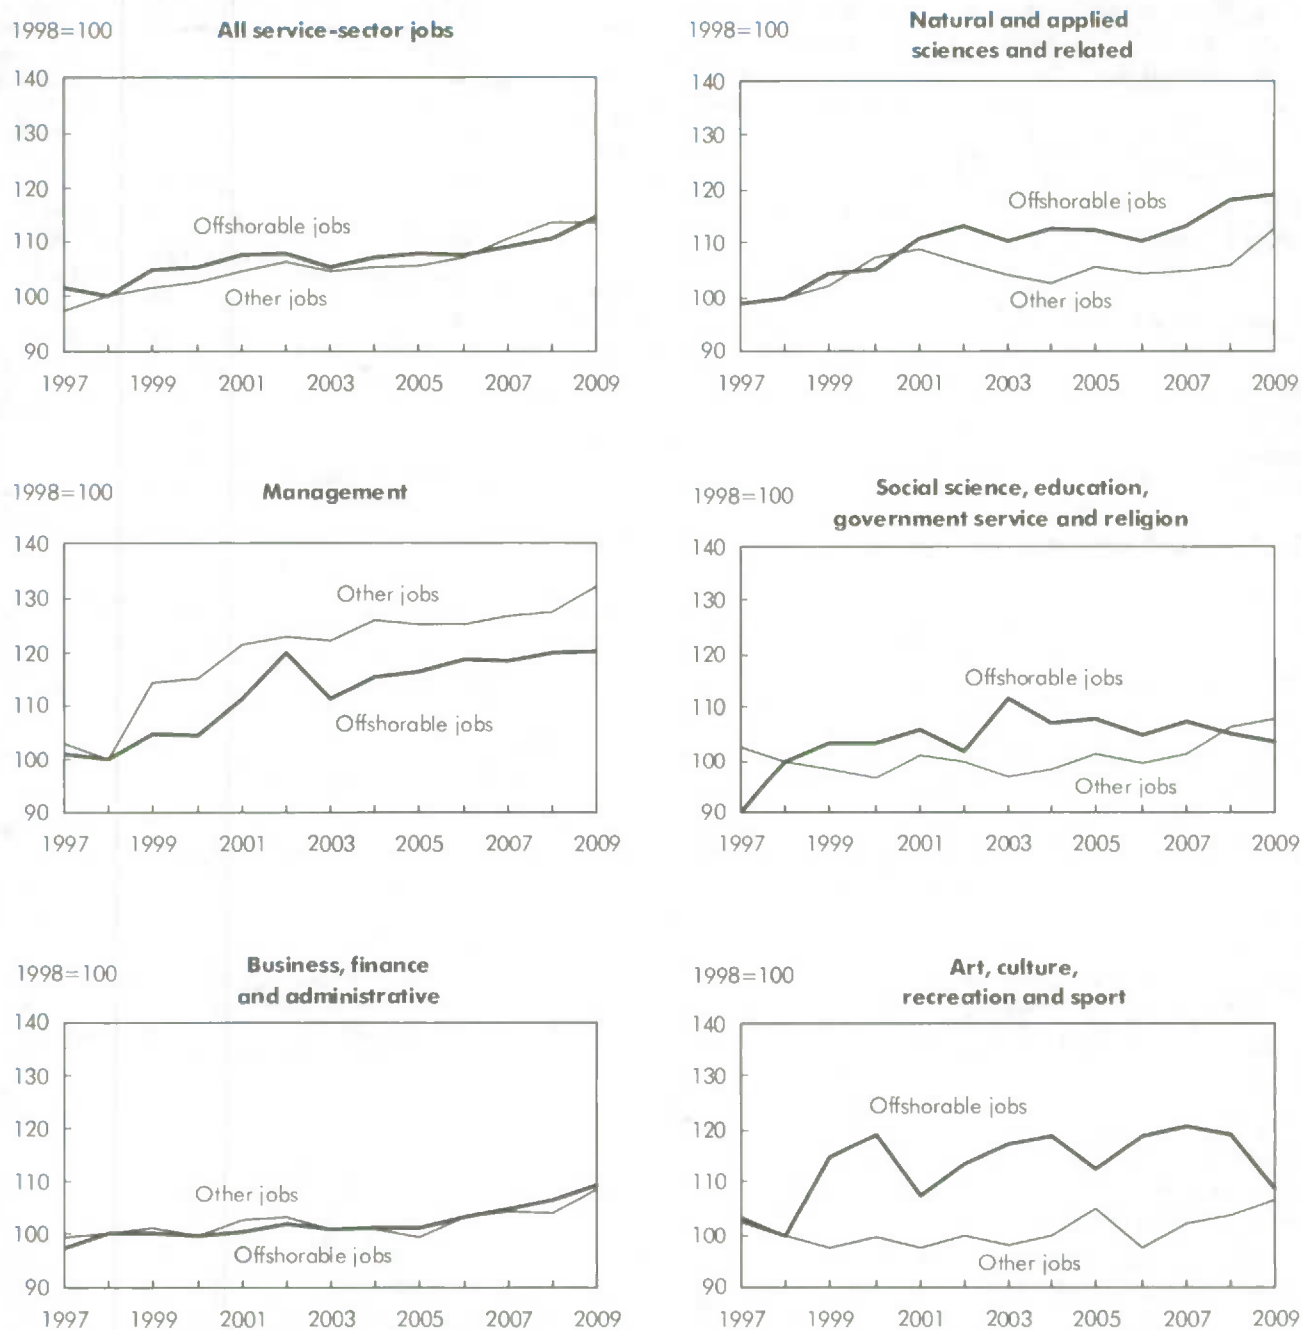 1998=100
All service-sector jobs
140
130
120
110
100
90
Offshorable jobs
Other jobs
1997 1999 2001 2003 2005 2007 2009
1998=100
Natural and applied
sciences and related
140
130
120
110
100
90
Offshorable jobs
Other jobs
1997 1999 2001 2003 2005 2007 2009
1998=100
Management
140
130
120
110
100
90
Other jobs
Offshorable jobs
1997 1999 2001 2003 2005 2007 2009
1998=100
Social science, education,
government service and religion
140
130
120
110
100
90
Offshorable jobs
Other jobs
1997 1999 2001 2003 2005 2007 2009
1998=100
Business, finance
and administrative
140
130
120
110
100
90
Other jobs
Offshorable jobs
1997 1999 2001 2003 2005 2007 2009
1998=100
Art, culture,
recreation and sport
140
130
120
110
100
90
Offshorable jobs
Other jobs
1997 1999 2001 2003 2005 2007 2009